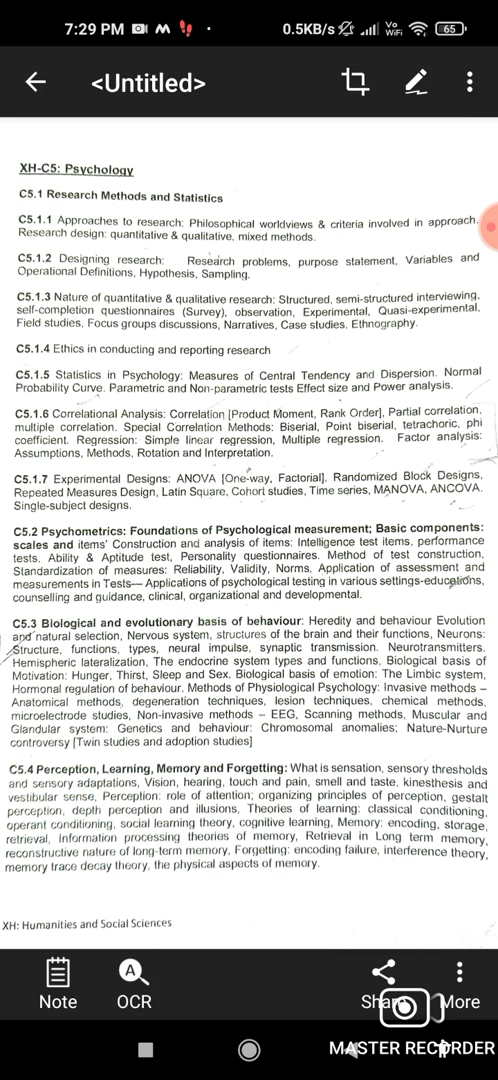 7:29 PM
0.5KB/s Vo WiFi 65
<Untitled>
XH-C5: Psychology
C5.1 Research Methods and Statistics
C5.1.1 Approaches to research: Philosophical worldviews & criteria involved in approach.
Research design: quantitative & qualitative, mixed methods.
C5.1.2 Designing research: Research problems, purpose statement, Variables and
Operational Definitions, Hypothesis, Sampling.
C5.1.3 Nature of quantitative & qualitative research: Structured, semi-structured interviewing,
self-completion questionnaires (Survey), observation, Experimental, Quasi-experimental,
Field studies, Focus groups discussions, Narratives, Case studies, Ethnography.
C5.1.4 Ethics in conducting and reporting research
C5.1.5 Statistics in Psychology: Measures of Central Tendency and Dispersion. Normal
Probability Curve. Parametric and Non-parametric tests Effect size and Power analysis.
C5.1.6 Correlational Analysis: Correlation [Product Moment, Rank Order], Partial correlation,
multiple correlation. Special Correlation Methods: Biserial, Point biserial, tetrachoric, phi
coefficient. Regression: Simple linear regression, Multiple regression. Factor analysis:
Assumptions, Methods, Rotation and Interpretation.
C5.1.7 Experimental Designs: ANOVA [One-way, Factorial], Randomized Block Designs,
Repeated Measures Design, Latin Square, Cohort studies, Time series, MANOVA, ANCOVA.
Single-subject designs.
C5.2 Psychometrics: Foundations of Psychological measurement; Basic components:
scales and items' Construction and analysis of items: Intelligence test items, performance
tests, Ability & Aptitude test, Personality questionnaires. Method of test construction,
Standardization of measures: Reliability, Validity, Norms, Application of assessment and
measurements in Tests— Applications of psychological testing in various settings-educations,
counselling and guidance, clinical, organizational and developmental.
C5.3 Biological and evolutionary basis of behaviour: Heredity and behaviour Evolution
and natural selection, Nervous system, structures of the brain and their functions, Neurons:
Structure, functions, types, neural impulse, synaptic transmission. Neurotransmitters.
Hemispheric lateralization, The endocrine system types and functions, Biological basis of
Motivation: Hunger, Thirst, Sleep and Sex. Biological basis of emotion: The Limbic system,
Hormonal regulation of behaviour. Methods of Physiological Psychology: Invasive methods –
Anatomical methods, degeneration techniques, lesion techniques, chemical methods,
microelectrode studies, Non-invasive methods – EEG, Scanning methods, Muscular and
Glandular system: Genetics and behaviour: Chromosomal anomalies; Nature-Nurture
controversy [Twin studies and adoption studies]
C5.4 Perception, Learning, Memory and Forgetting: What is sensation, sensory thresholds
and sensory adaptations, Vision, hearing, touch and pain, smell and taste, kinesthesis and
vestibular sense, Perception: role of attention; organizing principles of perception, gestalt
perception, depth perception and illusions, Theories of learning: classical conditioning,
operant conditioning, social learning theory, cognitive learning, Memory: encoding, storage,
retrieval, Information processing theories of memory, Retrieval in Long term memory,
reconstructive nature of long-term memory, Forgetting: encoding failure, interference theory,
memory trace decay theory, the physical aspects of memory.
XH: Humanities and Social Sciences
Note
A
OCR
More
MASTER RECORDER